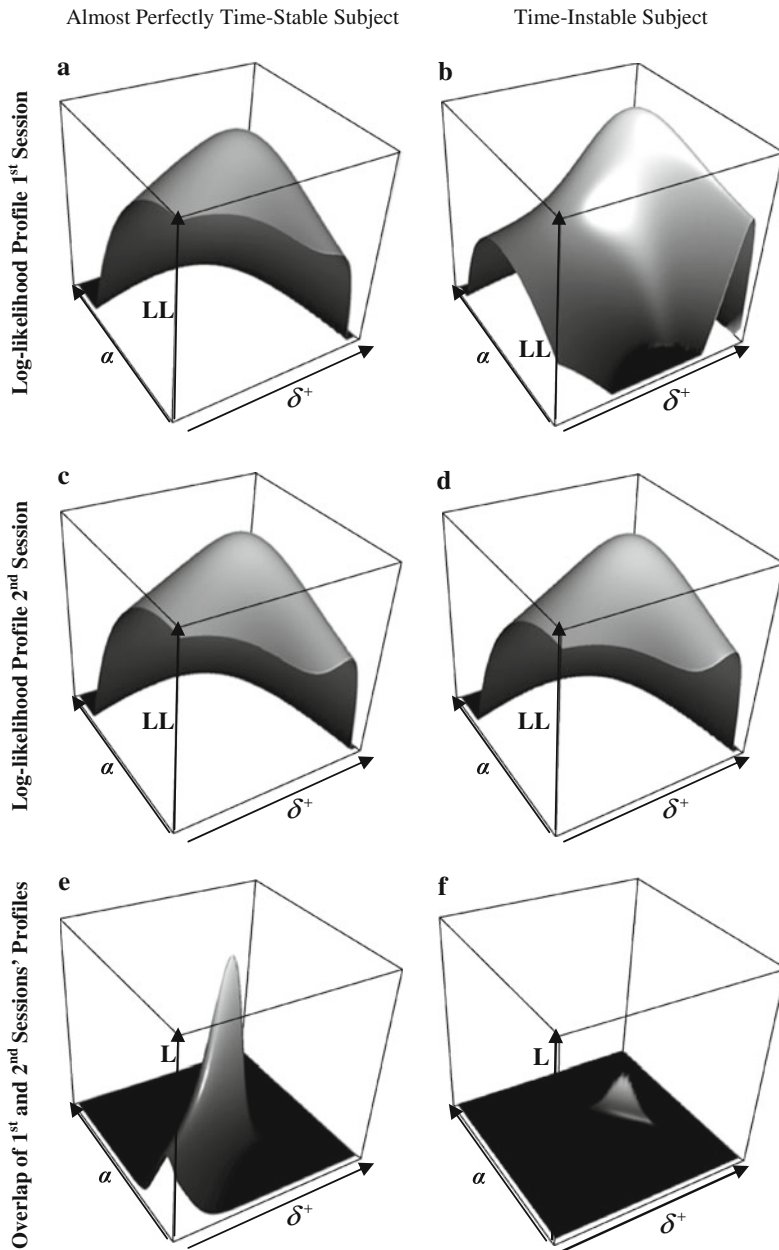 Almost Perfectly Time-Stable Subject
Time-Instable Subject
Log-likelihood Profile 1st Session
a
LL
α
δ+
b
LL
α
δ+
Log-likelihood Profile 2nd Session
c
LL
α
δ+
d
LL
α
δ+
Overlap of 1st and 2nd Sessions' Profiles
e
L
α
δ+
f
L
α
δ+